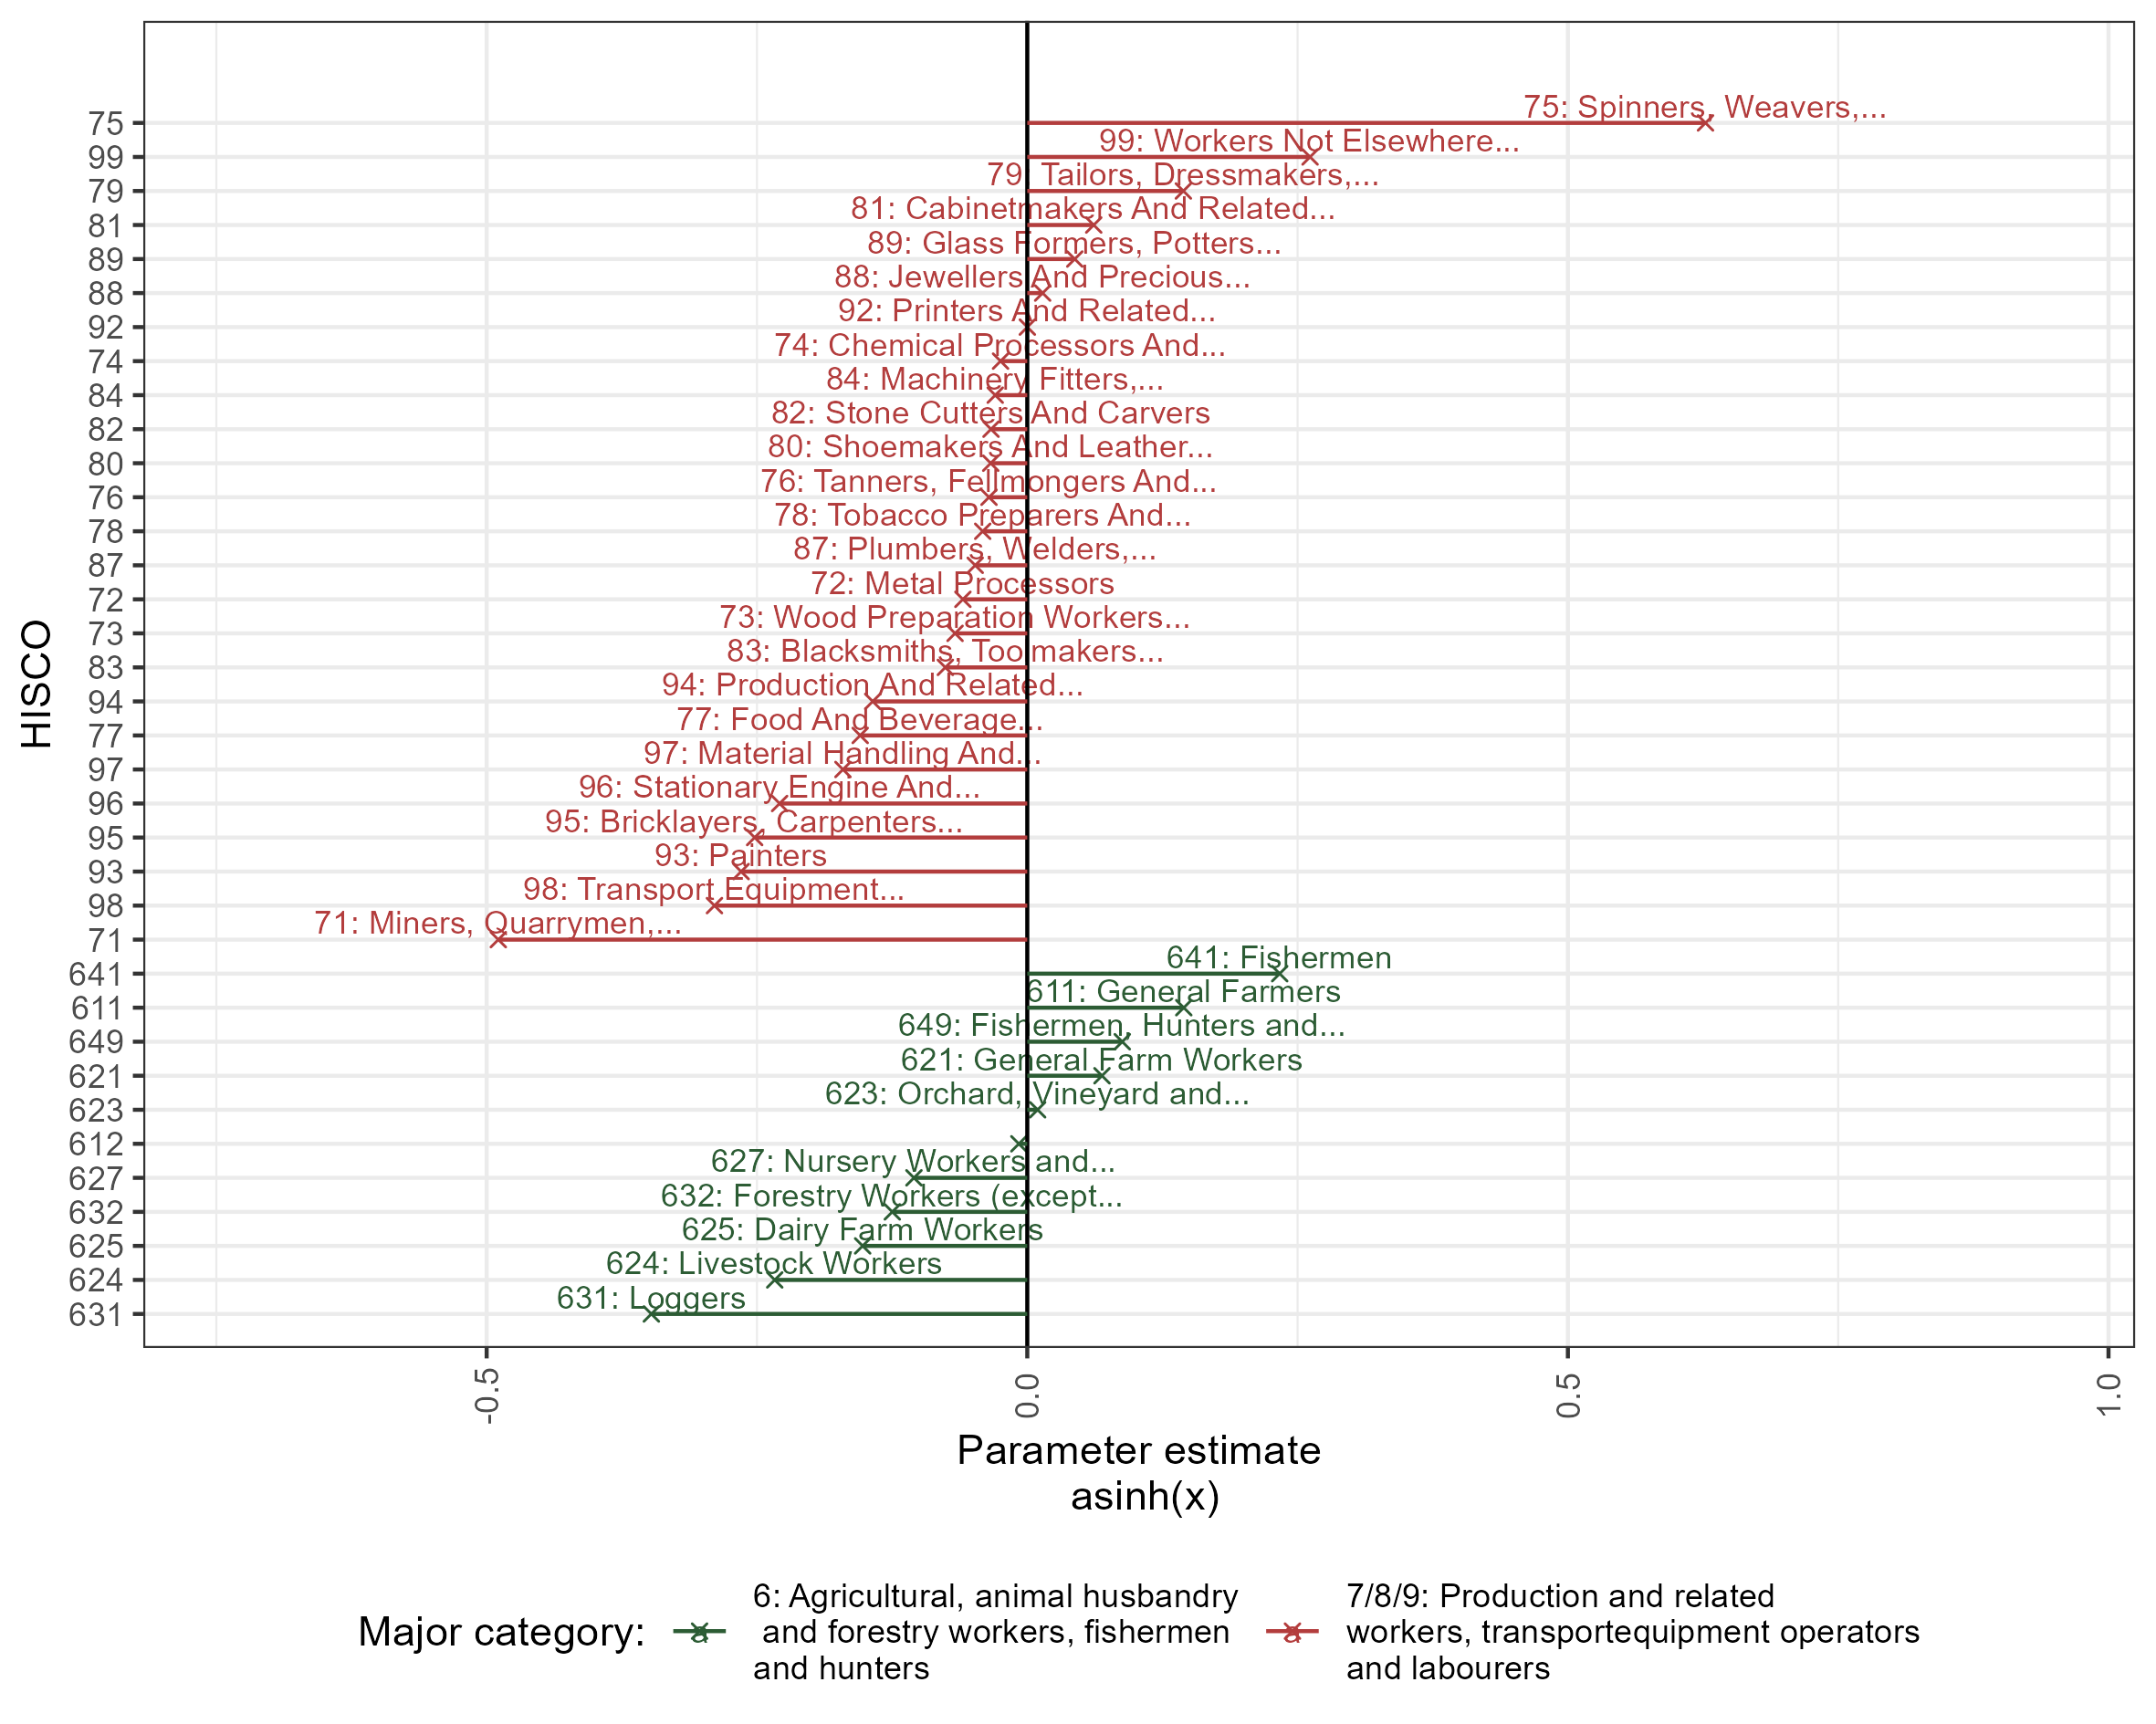 75: Spinners, Weavers,...
75
99: Workers Not Elsewhere...
99
79: Tailors, Dressmakers,...
79
81: Cabinetmakers And Related...
81
89: Glass Formers, Potters...
89
88: Jewellers And Precious...
88
92: Printers And Related...
92
74: Chemical Processors And...
74
84: Machinery Fitters,...
84
82: Stone Cutters And Carvers
82
80: Shoemakers And Leather...
80
76: Tanners, Fellmongers And...
76
78: Tobacco Preparers And...
78
87: Plumbers, Welders,...
87
72: Metal Processors
72
73: Wood Preparation Workers...
73
83: Blacksmiths, Toolmakers...
83
94: Production And Related...
94
77: Food And Beverage...
77
97: Material Handling And...
97
96: Stationary Engine And...
96
95: Bricklayers, Carpenters...
95
93: Painters
93
98: Transport Equipment...
98
71: Miners, Quarrymen,...
71
641: Fishermen
641
611: General Farmers
611
649: Fishermen, Hunters and...
649
621: General Farm Workers
621
623: Orchard, Vineyard and...
623
612
627: Nursery Workers and...
627
632: Forestry Workers (except...
632
625: Dairy Farm Workers
625
624: Livestock Workers
624
631: Loggers
631
HISCO
-0.5
0.0
0.5
1.0
Parameter estimate
asinh(x)
Major category:
a
6: Agricultural, animal husbandry
and forestry workers, fishermen
and hunters
a
7/8/9: Production and related
workers, transportequipment operators
and labourers